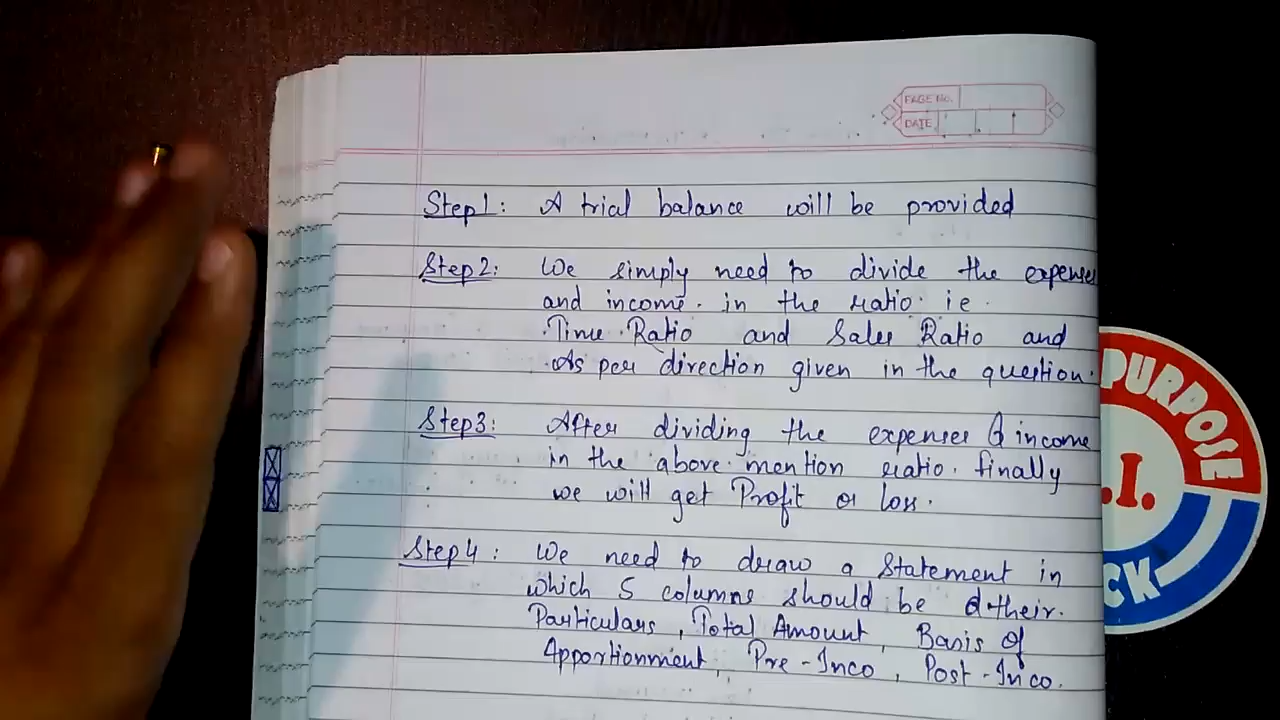 PAGE No.
DATE
Step1: A trial balance will be provided
Step2: We simply need to divide the expenses
and income. in the ratio. ie.
.Time.Ratio and Sales Ratio and
.As per direction given in the question.
Step3: After dividing the expenses & income
in the above.mention ratio. finally
we will get Profit or loss.
Step4: We need to draw a Statement in
which 5 columns should be their.
Particulars, Total Amount, Basis of
Apportionment, Pre-Inco, Post-Inco.
PURPOSE
.I.
CK